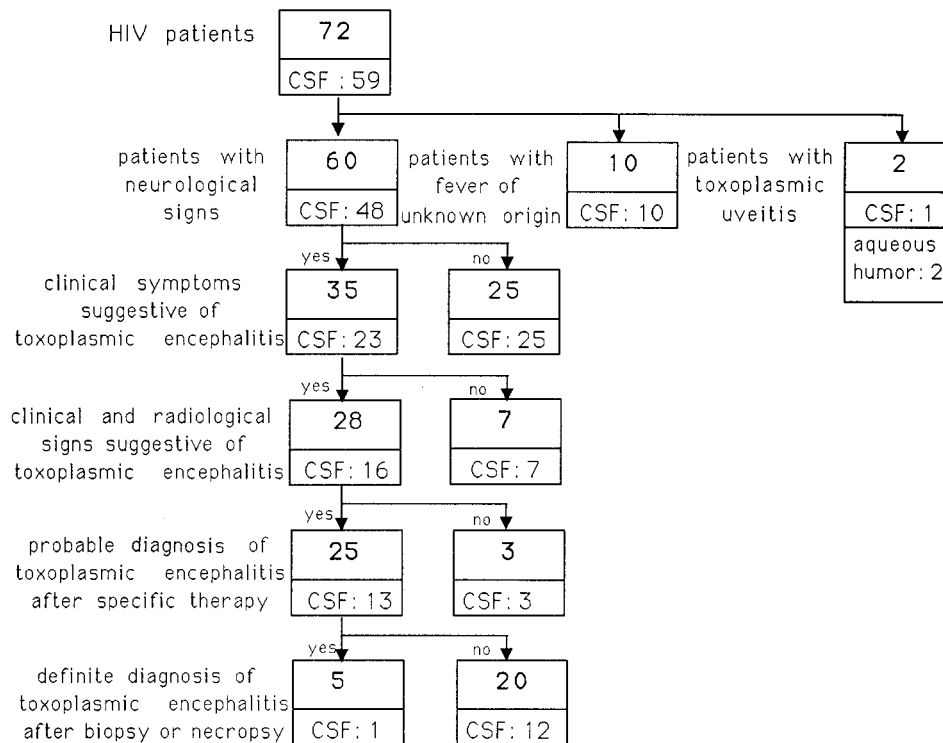 HIV patients
72
CSF : 59
patients with
neurological
signs
60
CSF: 48
patients with
fever of
unknown origin
10
CSF: 10
patients with
toxoplasmic
uveitis
2
CSF: 1
aqueous
humor: 2
clinical symptoms
suggestive of
toxoplasmic encephalitis
yes
35
CSF: 23
no
25
CSF: 25
clinical and radiological
signs suggestive of
toxoplasmic encephalitis
yes
28
CSF: 16
no
7
CSF: 7
probable diagnosis of
toxoplasmic encephalitis
after specific therapy
yes
25
CSF: 13
no
3
CSF: 3
definite diagnosis of
toxoplasmic encephalitis
after biopsy or necropsy
yes
5
CSF: 1
no
20
CSF: 12